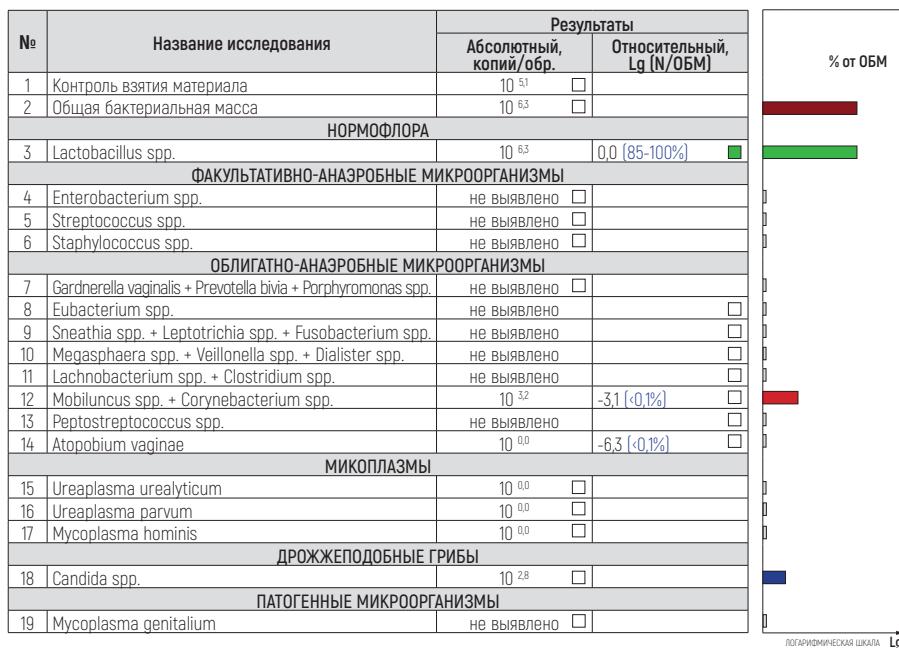 № Название исследования Результаты
Абсолютный, копий/обр. Относительный, Lg (N/ОБМ) % от ОБМ
1 Контроль взятия материала 10 5,1
2 Общая бактериальная масса 10 6,3
НОРМОФЛОРА
3 Lactobacillus spp. 10 6,3 0,0 (85-100%)
ФАКУЛЬТАТИВНО-АНАЭРОБНЫЕ МИКРООРГАНИЗМЫ
4 Enterobacterium spp. не выявлено
5 Streptococcus spp. не выявлено
6 Staphylococcus spp. не выявлено
ОБЛИГАТНО-АНАЭРОБНЫЕ МИКРООРГАНИЗМЫ
7 Gardnerella vaginalis + Prevotella bivia + Porphyromonas spp. не выявлено
8 Eubacterium spp. не выявлено
9 Sneathia spp. + Leptotrichia spp. + Fusobacterium spp. не выявлено
10 Megasphaera spp. + Veillonella spp. + Dialister spp. не выявлено
11 Lachnobacterium spp. + Clostridium spp. не выявлено
12 Mobiluncus spp. + Corynebacterium spp. 10 3,2 -3,1 (<0,1%)
13 Peptostreptococcus spp. не выявлено
14 Atopobium vaginae 10 0,0 -6,3 (<0,1%)
МИКОПЛАЗМЫ
15 Ureaplasma urealyticum 10 0,0
16 Ureaplasma parvum 10 0,0
17 Mycoplasma hominis 10 0,0
ДРОЖЖЕПОДОБНЫЕ ГРИБЫ
18 Candida spp. 10 2,8
ПАТОГЕННЫЕ МИКРООРГАНИЗМЫ
19 Mycoplasma genitalium не выявлено
ЛОГАРИФМИЧЕСКАЯ ШКАЛА Lg